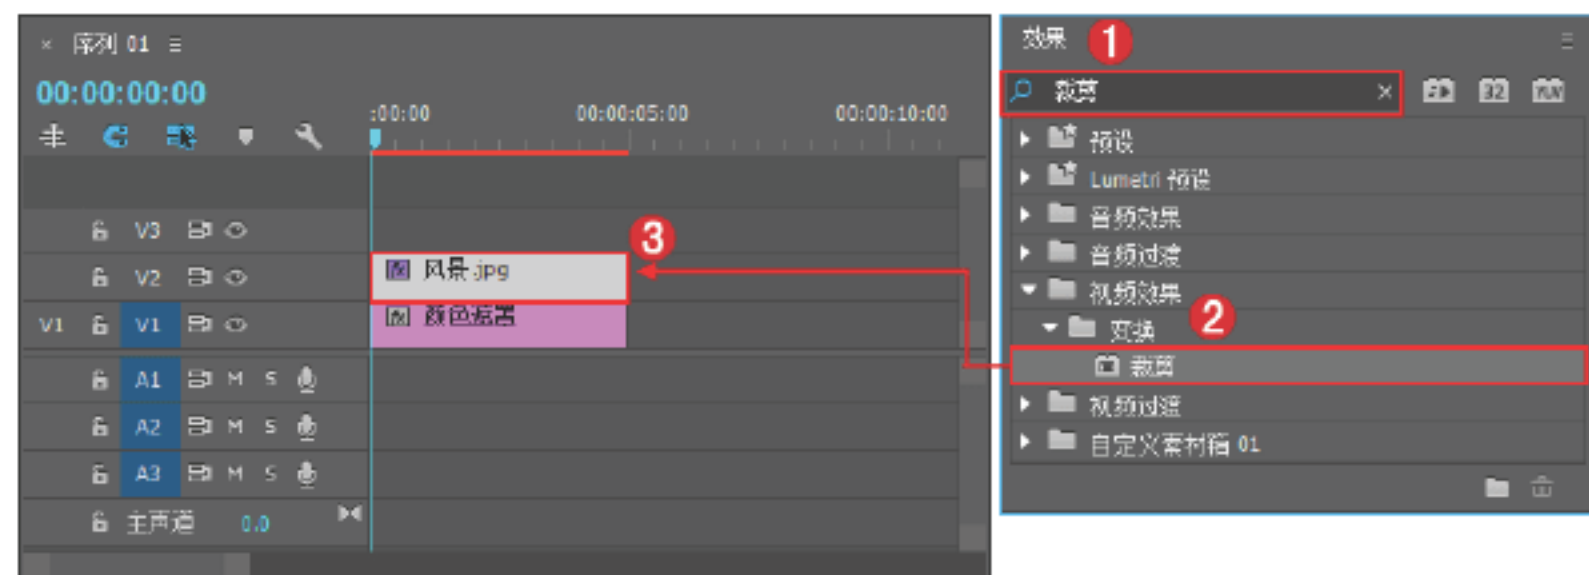 × 序列 01
00:00:00:00
:00:00 00:00:05:00 00:00:10:00
V3
V2 风景.jpg
V1 V1 颜色遮罩
A1 M S
A2 M S
A3 M S
主声道 0.0
3
效果 1
裁剪 × 32 YUV
预设
Lumetri 预设
音频效果
音频过渡
视频效果
变换 2
裁剪
视频过渡
自定义素材箱 01